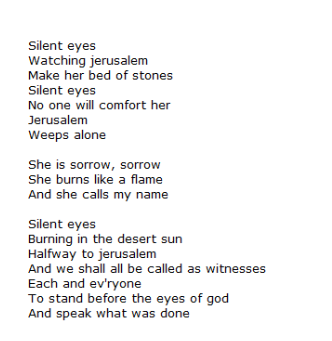 Silent eyes
Watching jerusalem
Make her bed of stones
Silent eyes
No one will comfort her
Jerusalem
Weeps alone

She is sorrow, sorrow
She burns like a flame
And she calls my name

Silent eyes
Burning in the desert sun
Halfway to jerusalem
And we shall all be called as witnesses
Each and ev'ryone
To stand before the eyes of god
And speak what was done